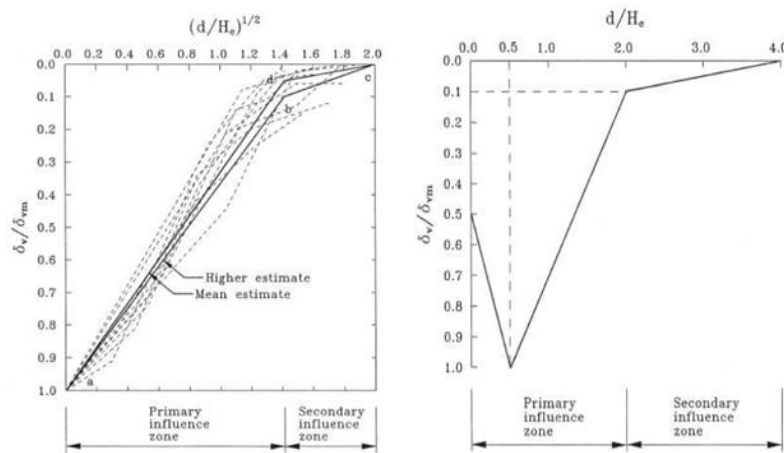 (d/Hₑ)¹/²
0.0 0.2 0.4 0.6 0.8 1.0 1.2 1.4 1.6 1.8 2.0
0.0
0.1
0.2
0.3
0.4
0.5
0.6
0.7
0.8
0.9
1.0
δᵥ/δᵥₘ
d
c
b
Higher estimate
Mean estimate
a
Primary
influence
zone
Secondary
influence
zone
d/Hₑ
0.0 0.5 1.0 2.0 3.0 4.0
0.0
0.1
0.2
0.3
0.4
0.5
0.6
0.7
0.8
0.9
1.0
δᵥ/δᵥₘ
Primary
influence
zone
Secondary
influence
zone